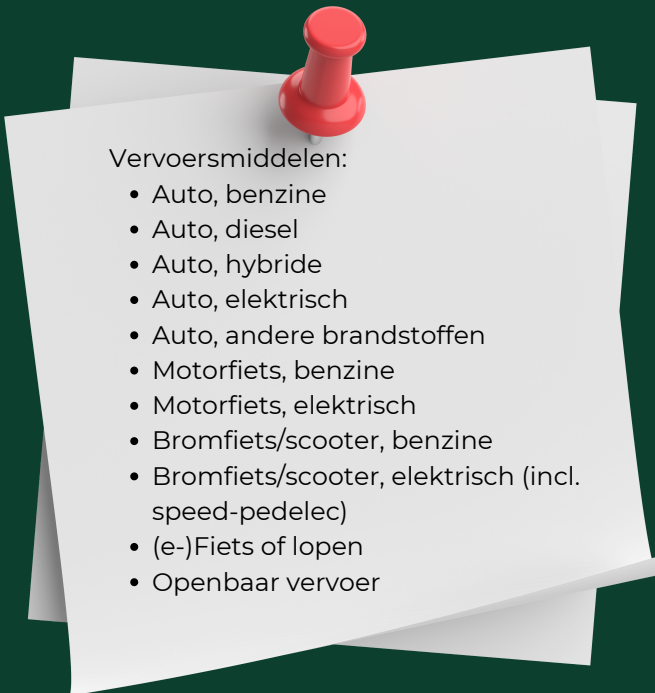 Vervoersmiddelen:
• Auto, benzine
• Auto, diesel
• Auto, hybride
• Auto, elektrisch
• Auto, andere brandstoffen
• Motorfiets, benzine
• Motorfiets, elektrisch
• Bromfiets/scooter, benzine
• Bromfiets/scooter, elektrisch (incl.
speed-pedelec)
• (e-)Fiets of lopen
• Openbaar vervoer